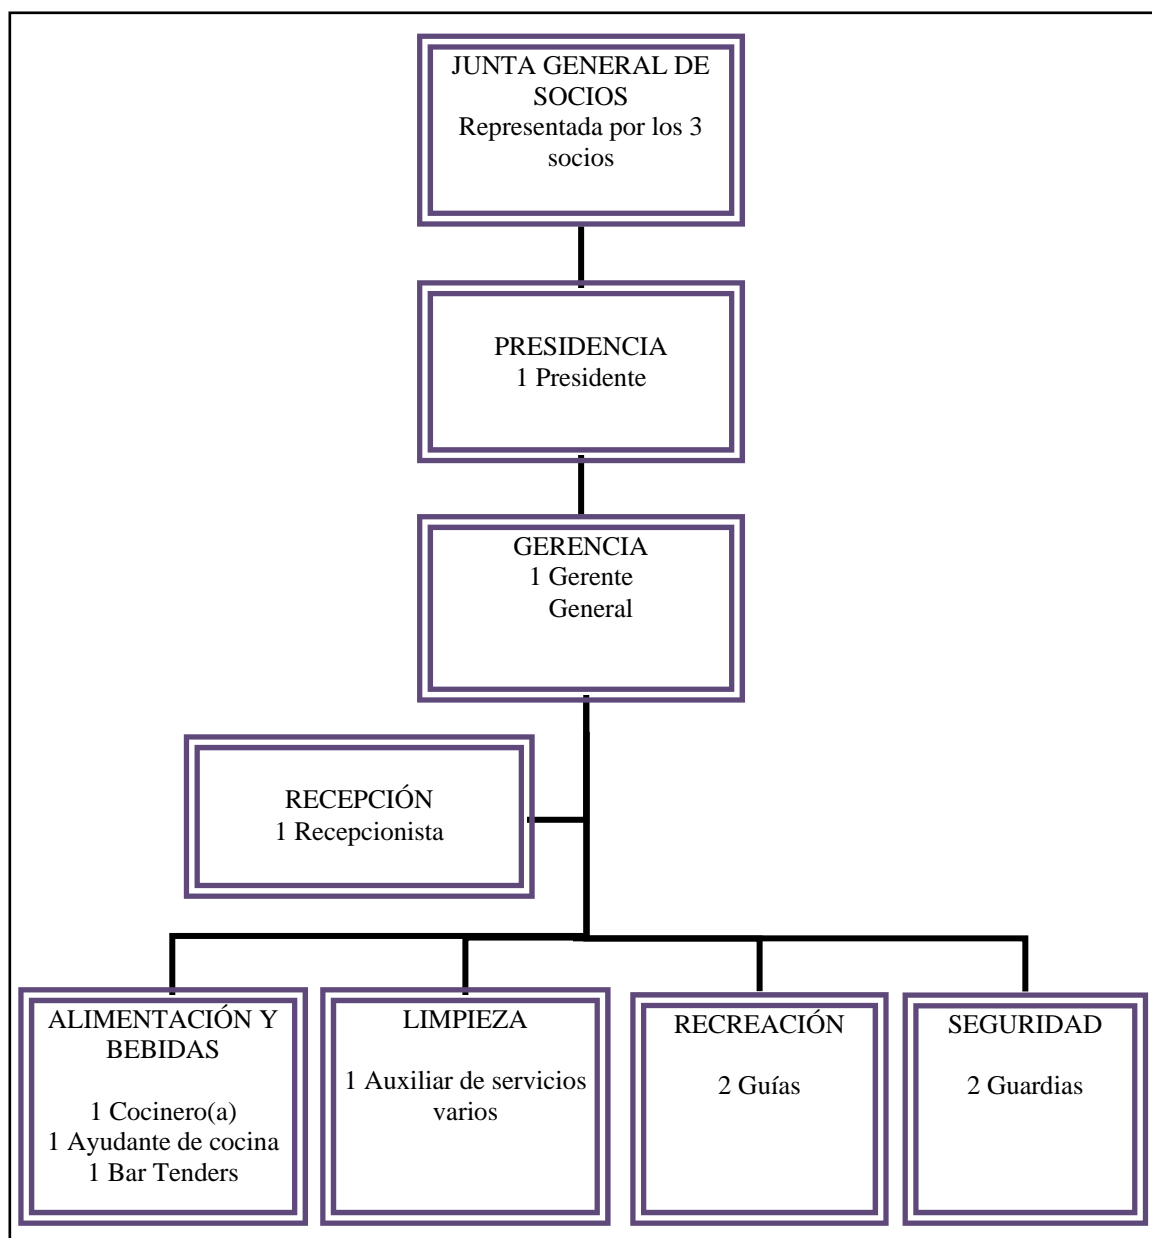 JUNTA GENERAL DE
SOCIOS
Representada por los 3
socios
PRESIDENCIA
1 Presidente
GERENCIA
1 Gerente
General
RECEPCIÓN
1 Recepcionista
ALIMENTACIÓN Y
BEBIDAS
1 Cocinero(a)
1 Ayudante de cocina
1 Bar Tenders
LIMPIEZA
1 Auxiliar de servicios
varios
RECREACIÓN
2 Guías
SEGURIDAD
2 Guardias